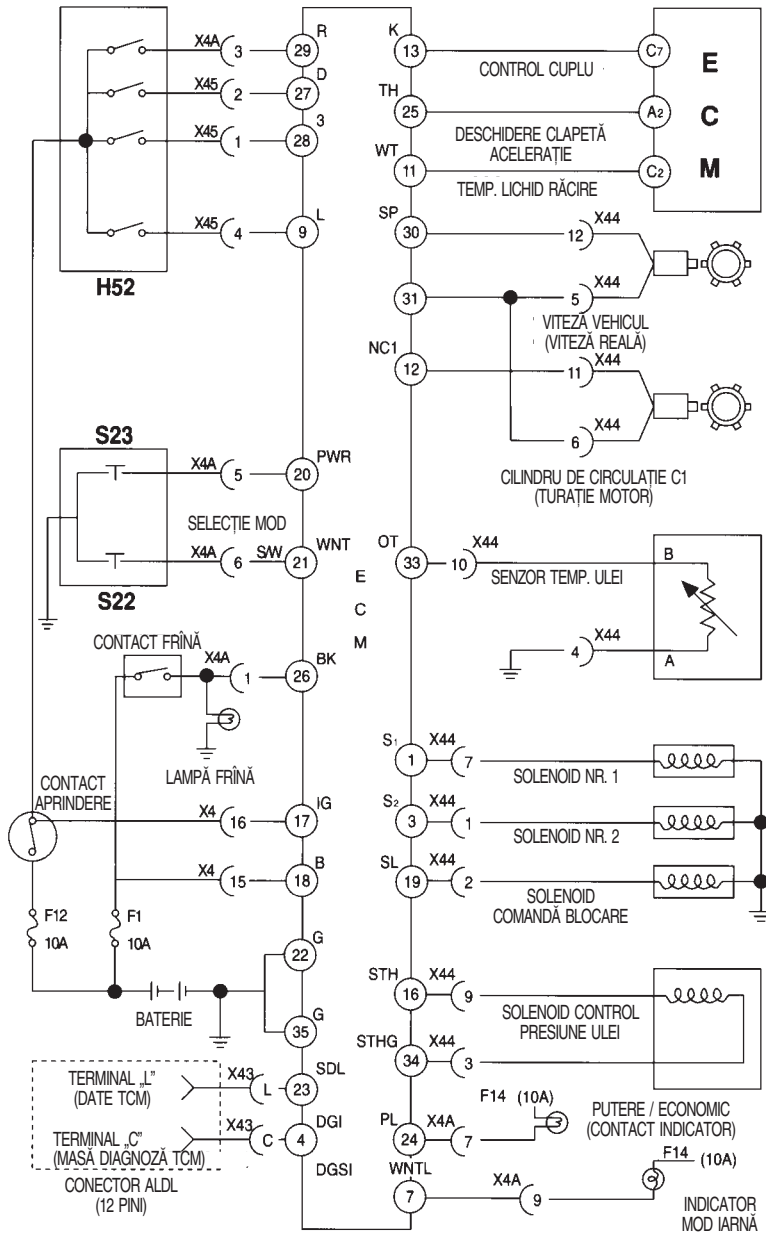 R
X4A 3 29
D
X45 2 27
3
X45 1 28
L
X45 4 9
H52
S23
PWR
X4A 5 20
SELECȚIE MOD
WNT
X4A 6 S/W 21
S22
CONTACT FRÎNĂ
X4A
BK
1 26
LAMPĂ FRÎNĂ
CONTACT
APRINDERE
IG
X4 16 17
B
X4 15 18
F12
10A
F1
10A
BATERIE
G
22
G
35
TERMINAL „L"
(DATE TCM)
X43 L
SDL
23
TERMINAL „C"
(MASĂ DIAGNOZĂ TCM)
X43 C
DGI
4
DGSI
CONECTOR ALDL
(12 PINI)
E
C
M
K
13
CONTROL CUPLU
C7
TH
25
DESCHIDERE CLAPETĂ
ACELERAȚIE
A2
WT
11
TEMP. LICHID RĂCIRE
C2
E
C
M
SP
30
12 X44
31
5 X44
VITEZĂ VEHICUL
(VITEZĂ REALĂ)
NC1
12
11 X44
6 X44
CILINDRU DE CIRCULAȚIE C1
(TURAȚIE MOTOR)
OT
33
10 X44
SENZOR TEMP. ULEI
B
4 X44
A
S1
1
X44 7
SOLENOID NR. 1
S2
3
X44 1
SOLENOID NR. 2
SL
19
X44 2
SOLENOID
COMANDĂ BLOCARE
STH
16
X44 9
SOLENOID CONTROL
PRESIUNE ULEI
STHG
34
X44 3
PL
24
X4A 7
F14 (10A)
PUTERE / ECONOMIC
(CONTACT INDICATOR)
WNTL
7
X4A 9
F14 (10A)
INDICATOR
MOD IARNĂ